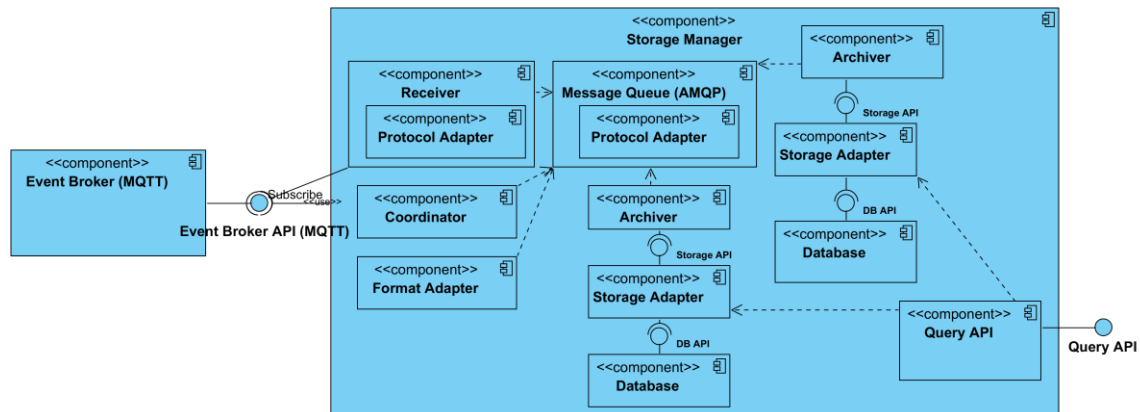 <<component>>
Storage Manager
<<component>>
Archiver
<<component>>
Receiver
<<component>>
Protocol Adapter
<<component>>
Message Queue (AMQP)
<<component>>
Protocol Adapter
Storage API
<<component>>
Storage Adapter
<<component>>
Event Broker (MQTT)
Subscribe
<<use>>
Event Broker API (MQTT)
<<component>>
Coordinator
<<component>>
Archiver
DB API
<<component>>
Database
Storage API
<<component>>
Format Adapter
<<component>>
Storage Adapter
<<component>>
Query API
Query API
DB API
<<component>>
Database